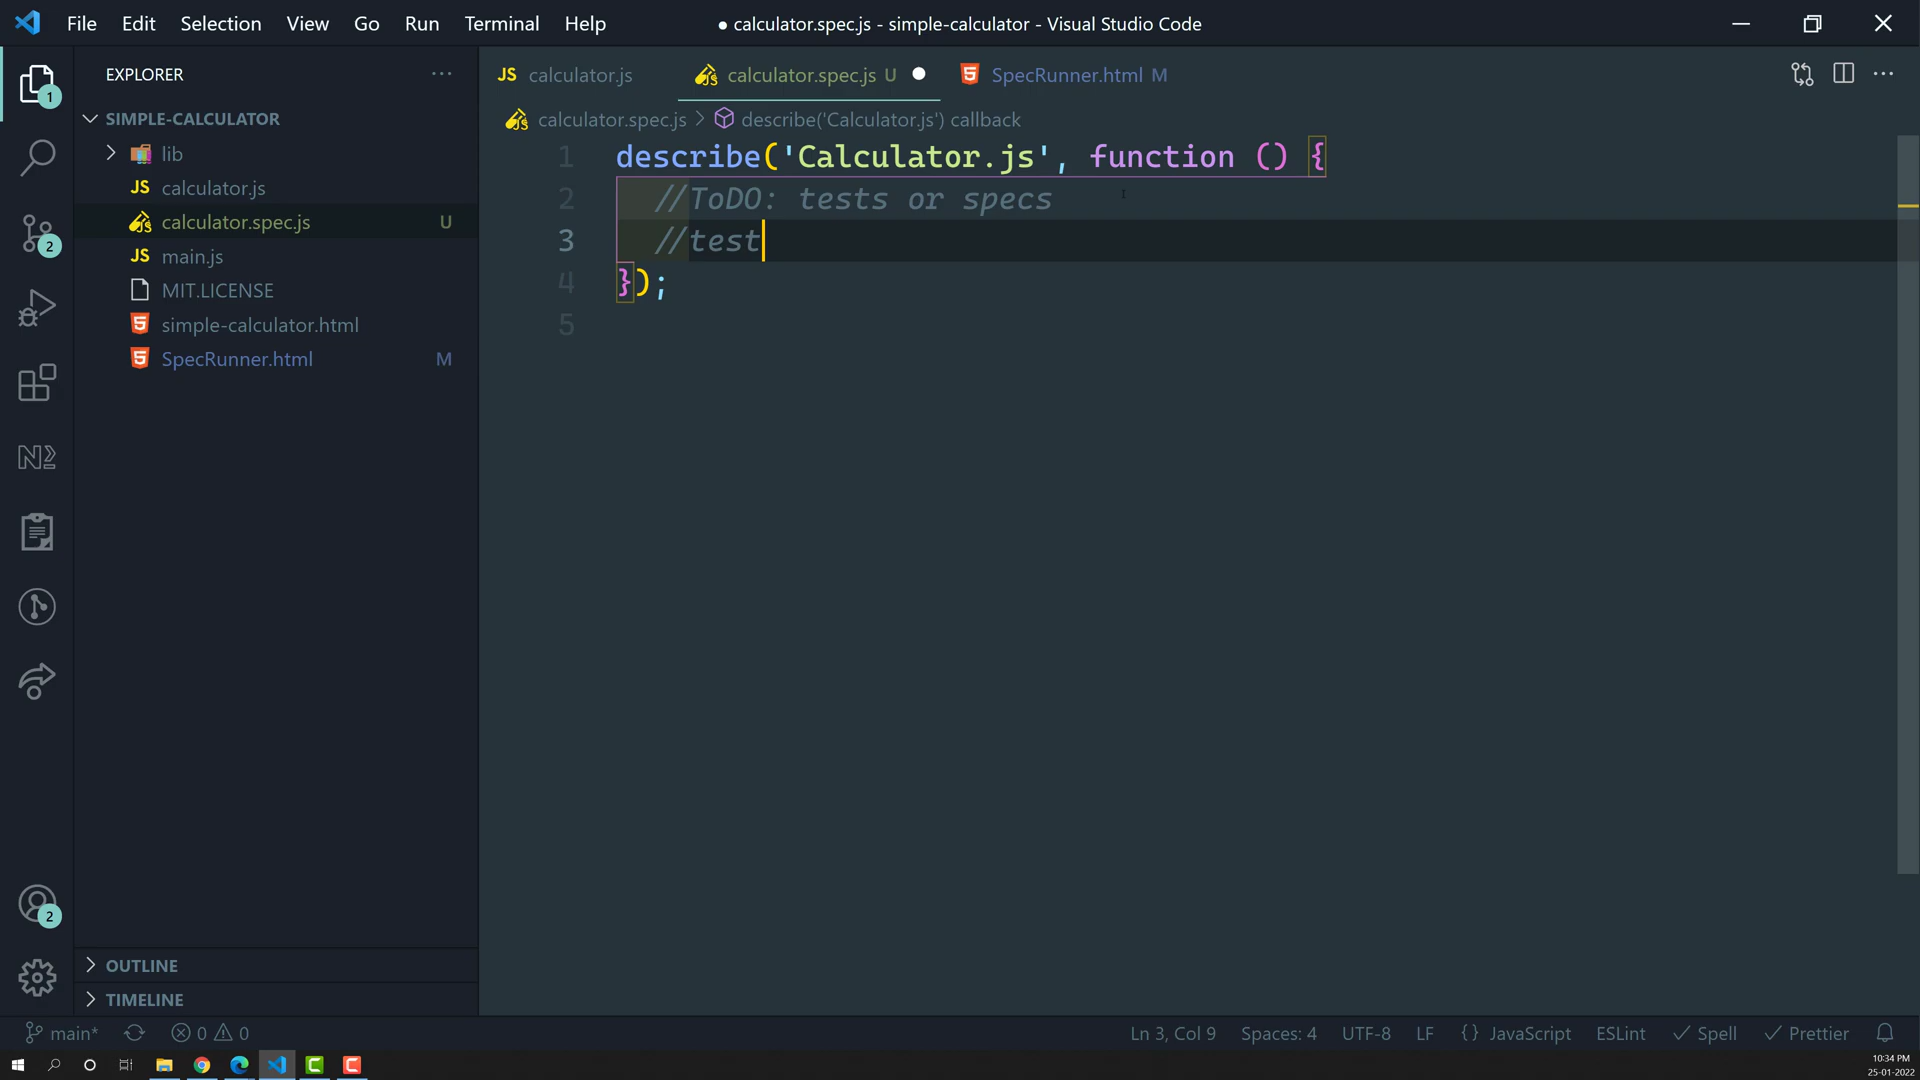 File Edit Selection View Go Run Terminal Help
● calculator.spec.js - simple-calculator - Visual Studio Code
EXPLORER
SIMPLE-CALCULATOR
lib
JS calculator.js
calculator.spec.js U
JS main.js
MIT.LICENSE
simple-calculator.html
SpecRunner.html M
OUTLINE
TIMELINE
1
2
2
JS calculator.js
calculator.spec.js U
SpecRunner.html M
calculator.spec.js > describe('Calculator.js') callback
1 describe('Calculator.js', function () {
2 //ToDO: tests or specs
3 //test
4 });
5
main* 0 0
Ln 3, Col 9 Spaces: 4 UTF-8 LF {} JavaScript ESLint Spell Prettier
10:34 PM
25-01-2022